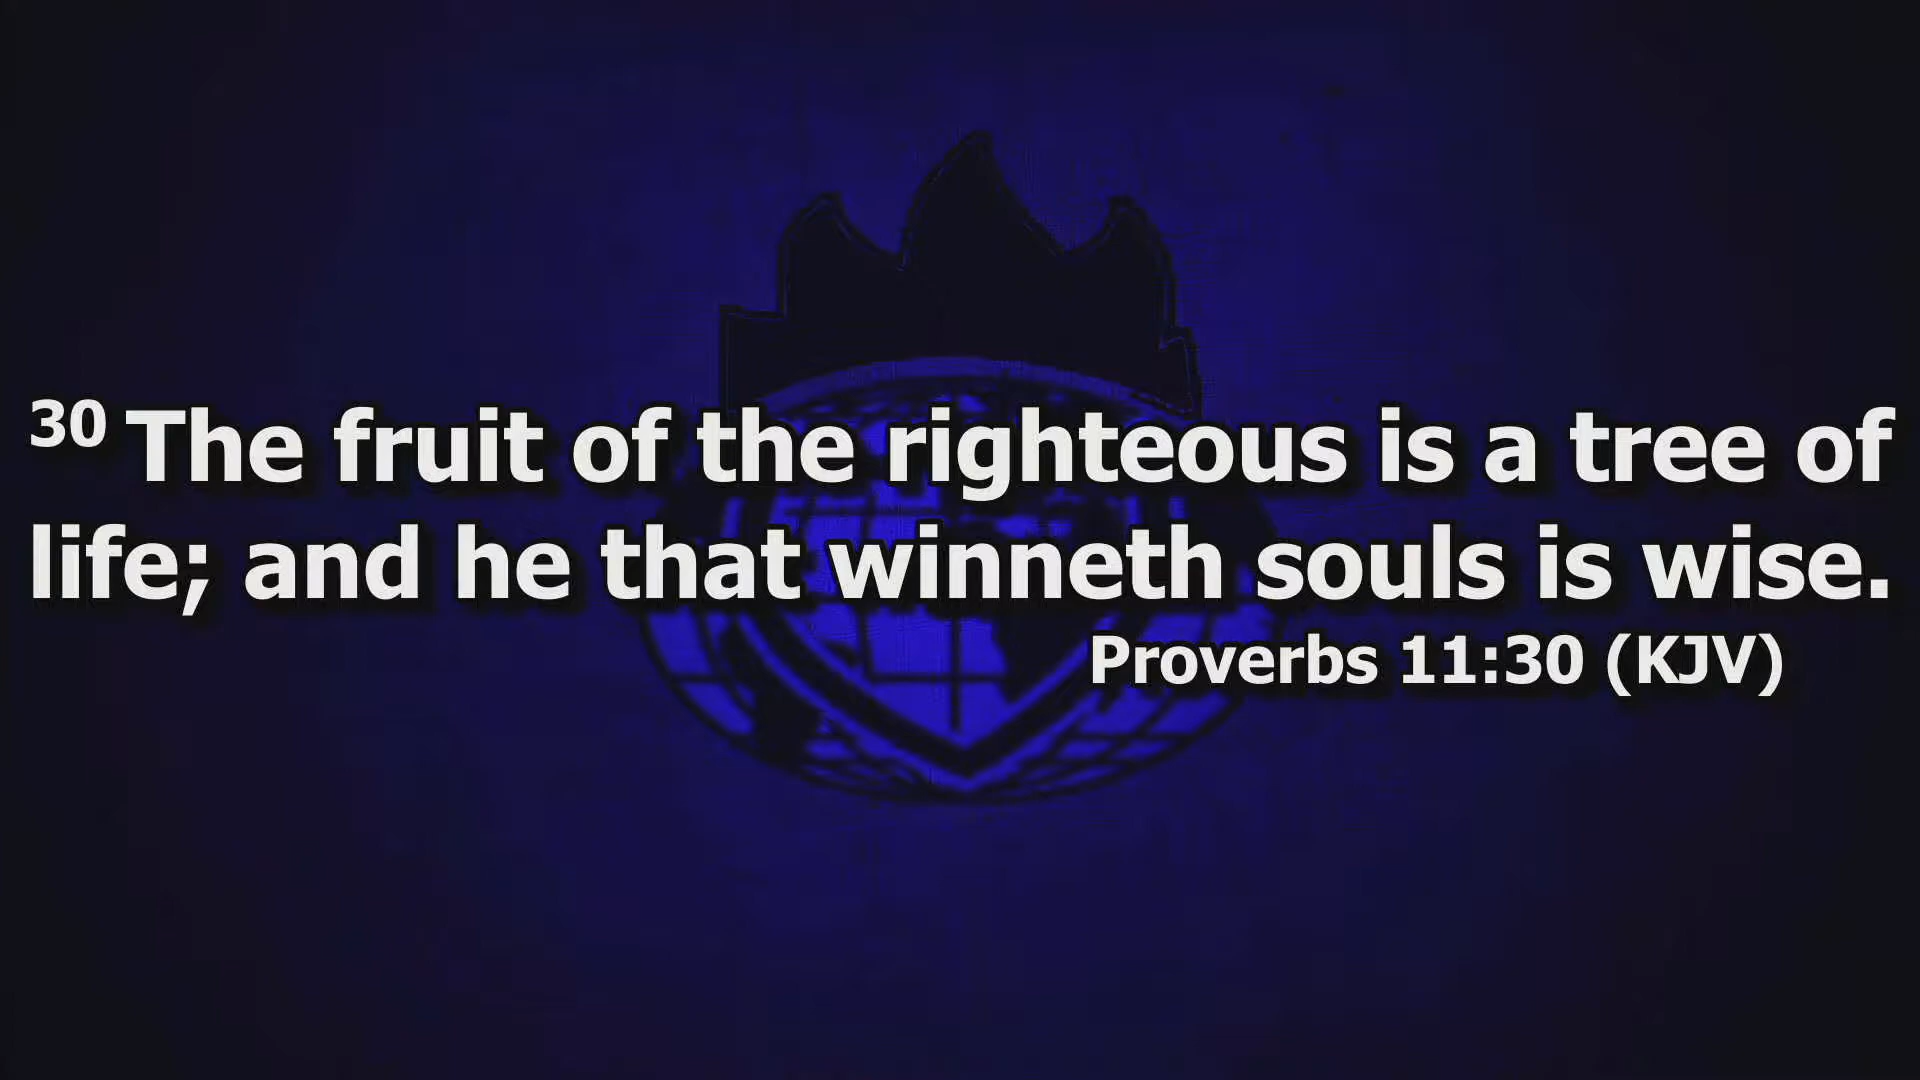 30 The fruit of the righteous is a tree of
life; and he that winneth souls is wise.
Proverbs 11:30 (KJV)